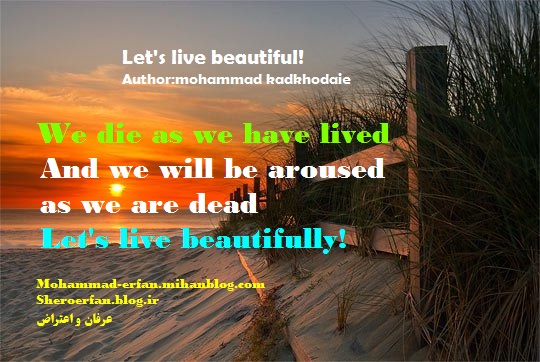 Let's live beautiful!
Author:mohammad kadkhodaie
We die as we have lived
And we will be aroused
as we are dead
Let's live beautifully!
Mohammad-erfan.mihanblog.com
Sheroerfan.blog.ir
عرفان و اعتراض